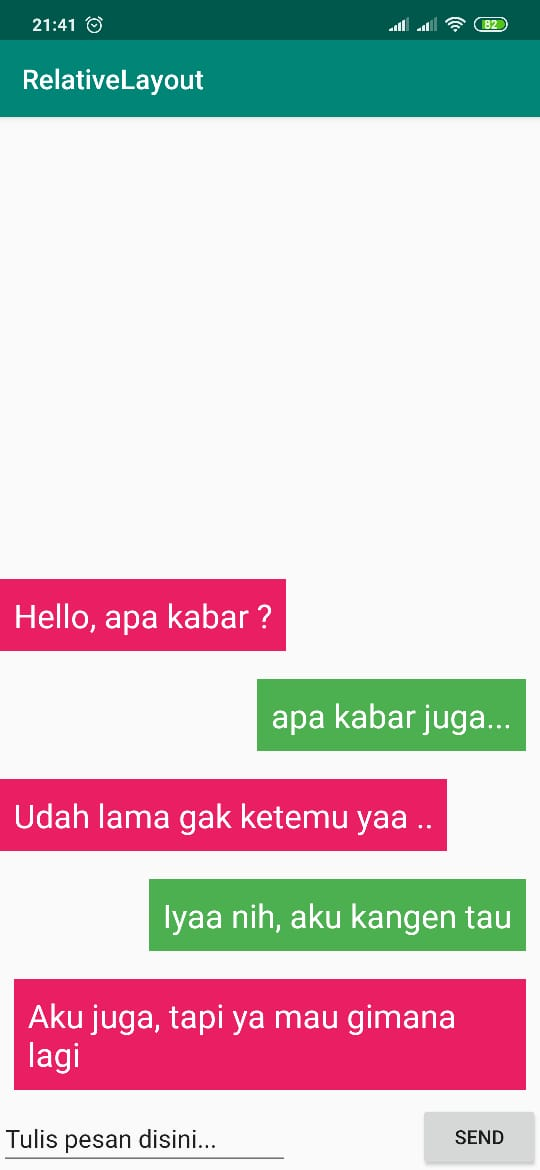 21:41
82
RelativeLayout
Hello, apa kabar ?
apa kabar juga...
Udah lama gak ketemu yaa ..
Iyaa nih, aku kangen tau
Aku juga, tapi ya mau gimana
lagi
Tulis pesan disini...
SEND